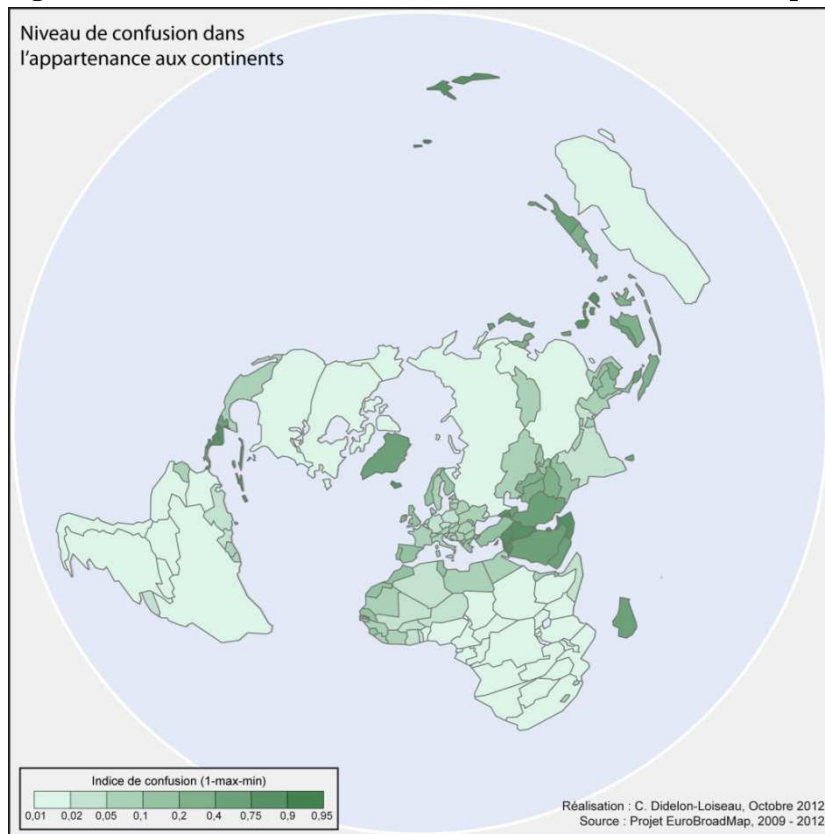 Niveau de confusion dans
l'appartenance aux continents
Indice de confusion (1-max-min)
0,01 0,02 0,05 0,1 0,2 0,4 0,75 0,9 0,95
Réalisation : C. Didelon-Loiseau, Octobre 2012
Source : Projet EuroBroadMap, 2009 - 2012